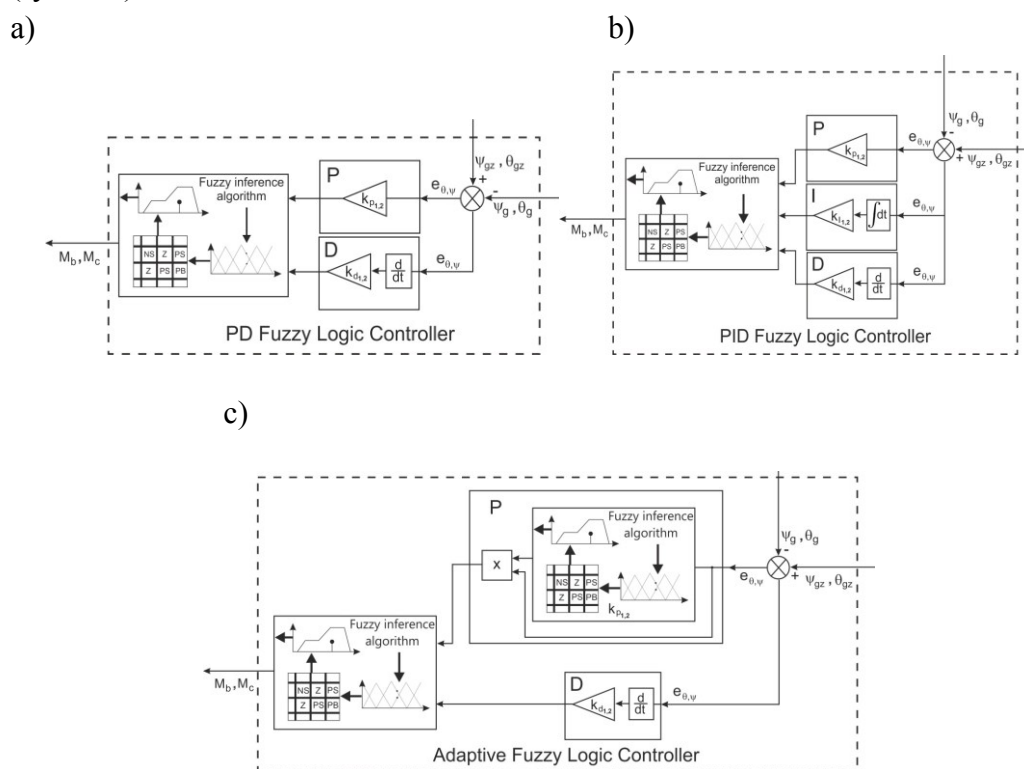 a)
b)
ψgz , θgz
+
-
ψg , θg
P
kp1,2
eθ,ψ
D
kd1,2
d
dt
eθ,ψ
Fuzzy inference
algorithm
NS Z PS
Z PS PB
Mb,Mc
PD Fuzzy Logic Controller
ψg ,θg
-
+ ψgz ,θgz
P
kp1,2
eθ,ψ
I
∫dt
eθ,ψ
D
kd1,2
d
dt
eθ,ψ
Fuzzy inference
algorithm
NS Z PS
Z PS PB
Mb,Mc
PID Fuzzy Logic Controller
c)
P
Fuzzy inference
algorithm
x
NS Z PS
Z PS PB
kp1,2
ψg ,θg
-
eθ,ψ
+ ψgz ,θgz
Fuzzy inference
algorithm
NS Z PS
Z PS PB
Mb,Mc
D
kd1,2
d
dt
eθ,ψ
Adaptive Fuzzy Logic Controller